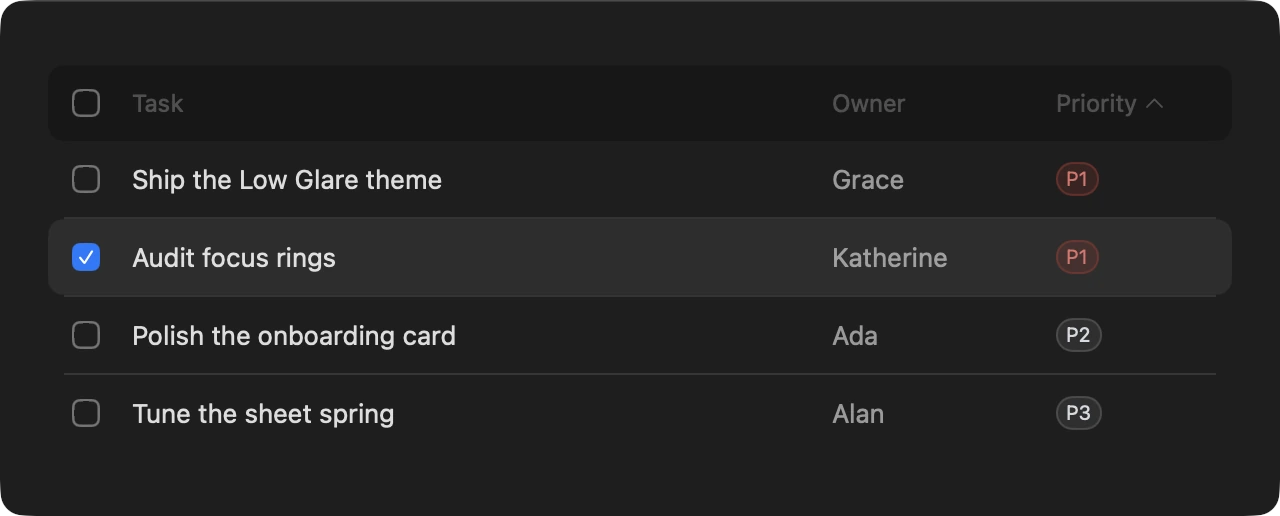 Task Owner Priority
Ship the Low Glare theme Grace P1
Audit focus rings Katherine P1
Polish the onboarding card Ada P2
Tune the sheet spring Alan P3